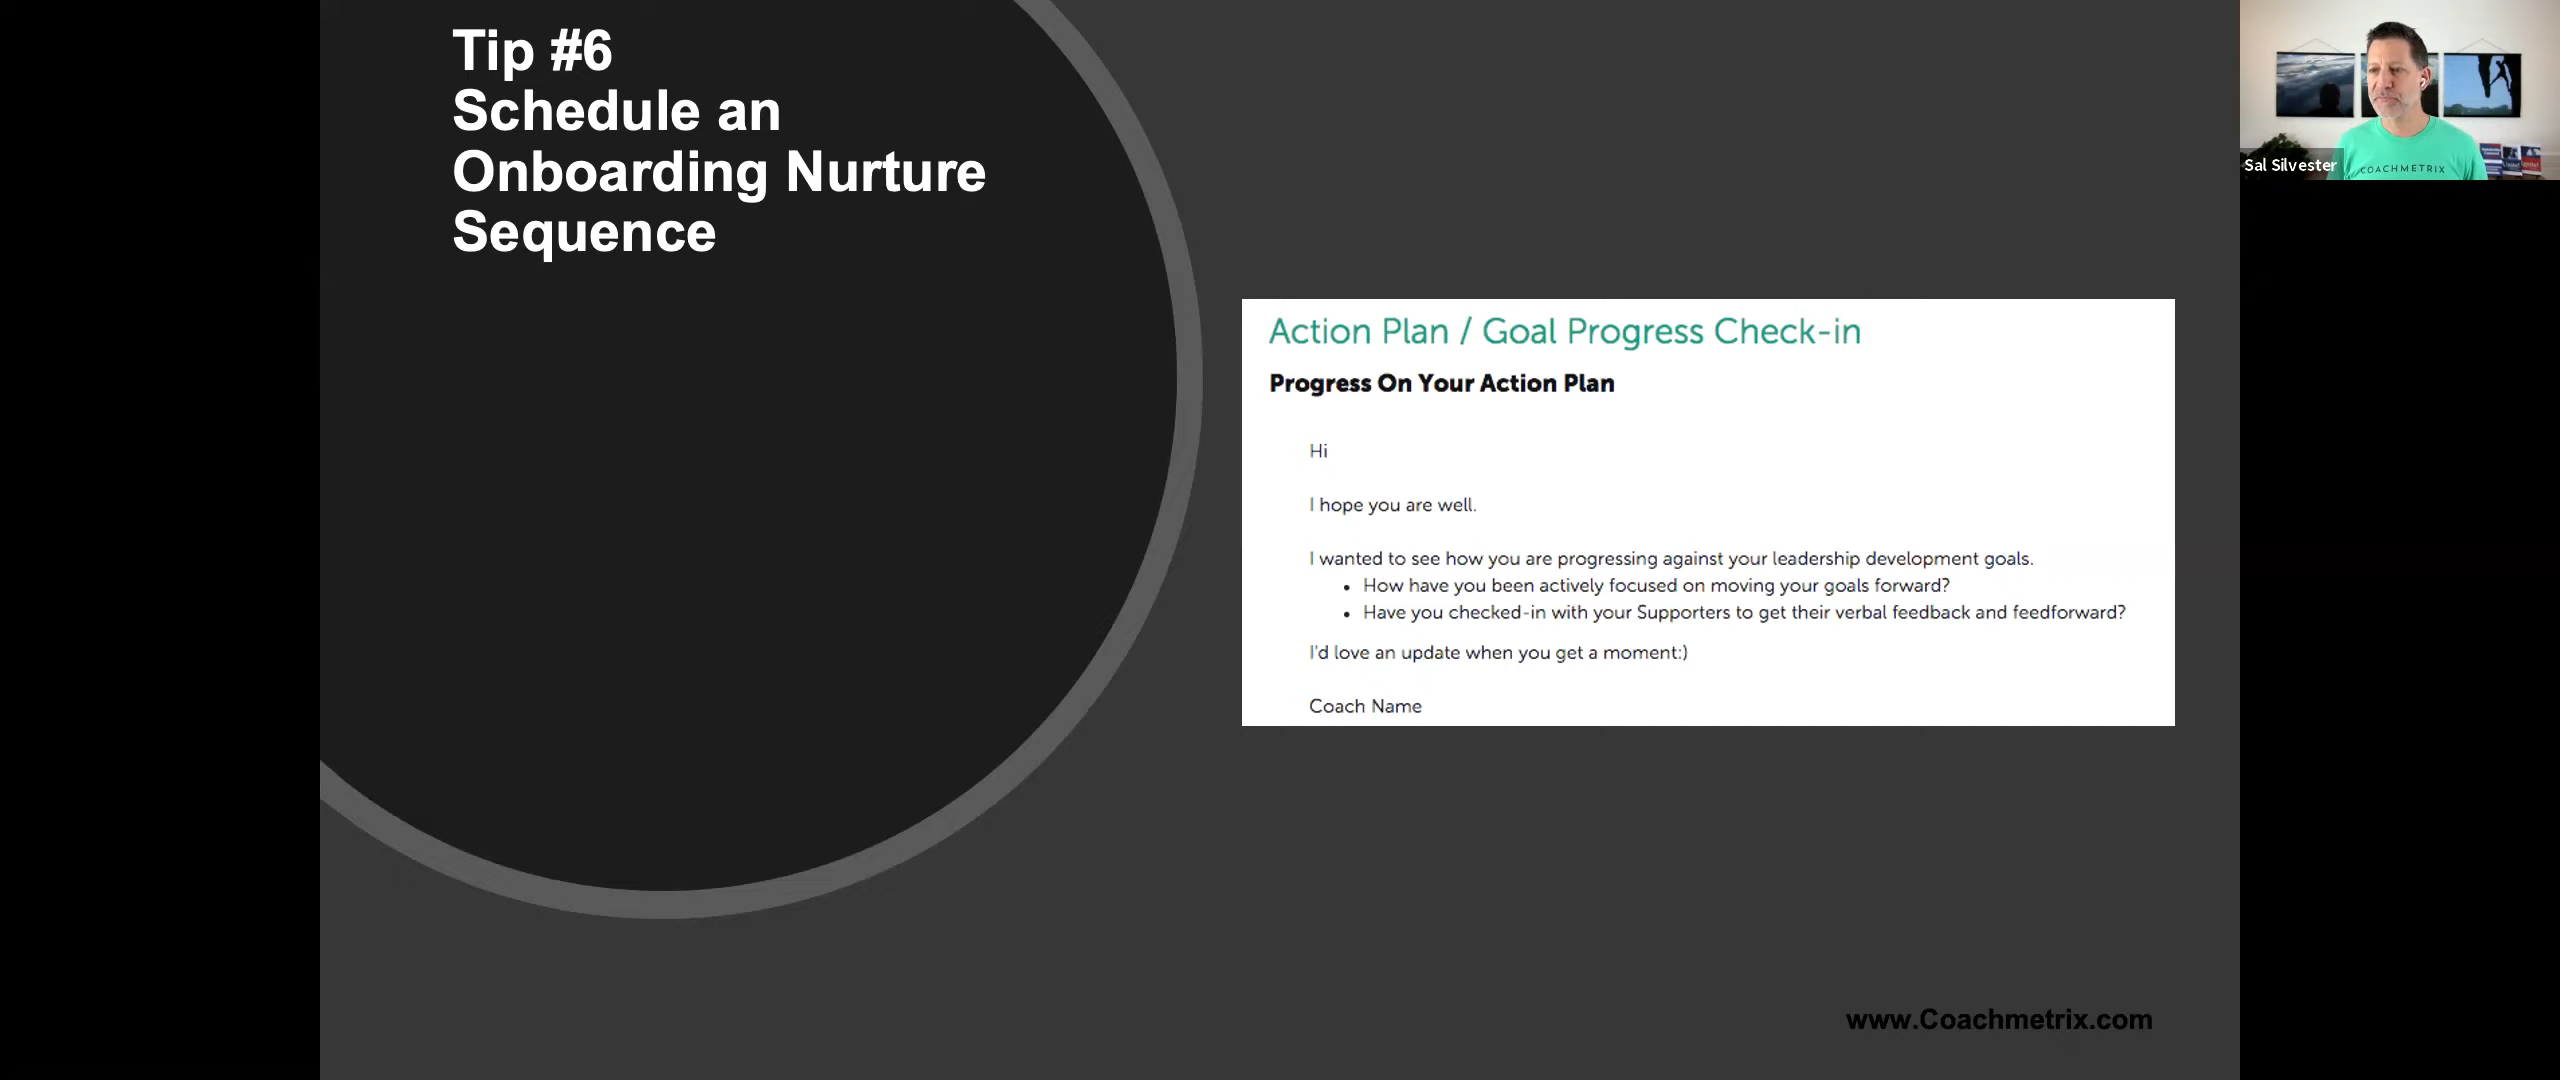 Tip #6
Schedule an
Onboarding Nurture
Sequence
Action Plan / Goal Progress Check-in
Progress On Your Action Plan
Hi
I hope you are well.
I wanted to see how you are progressing against your leadership development goals.
• How have you been actively focused on moving your goals forward?
• Have you checked-in with your Supporters to get their verbal feedback and feedforward?
I'd love an update when you get a moment:)
Coach Name
www.Coachmetrix.com
Sal Silvester
COACHMETRIX